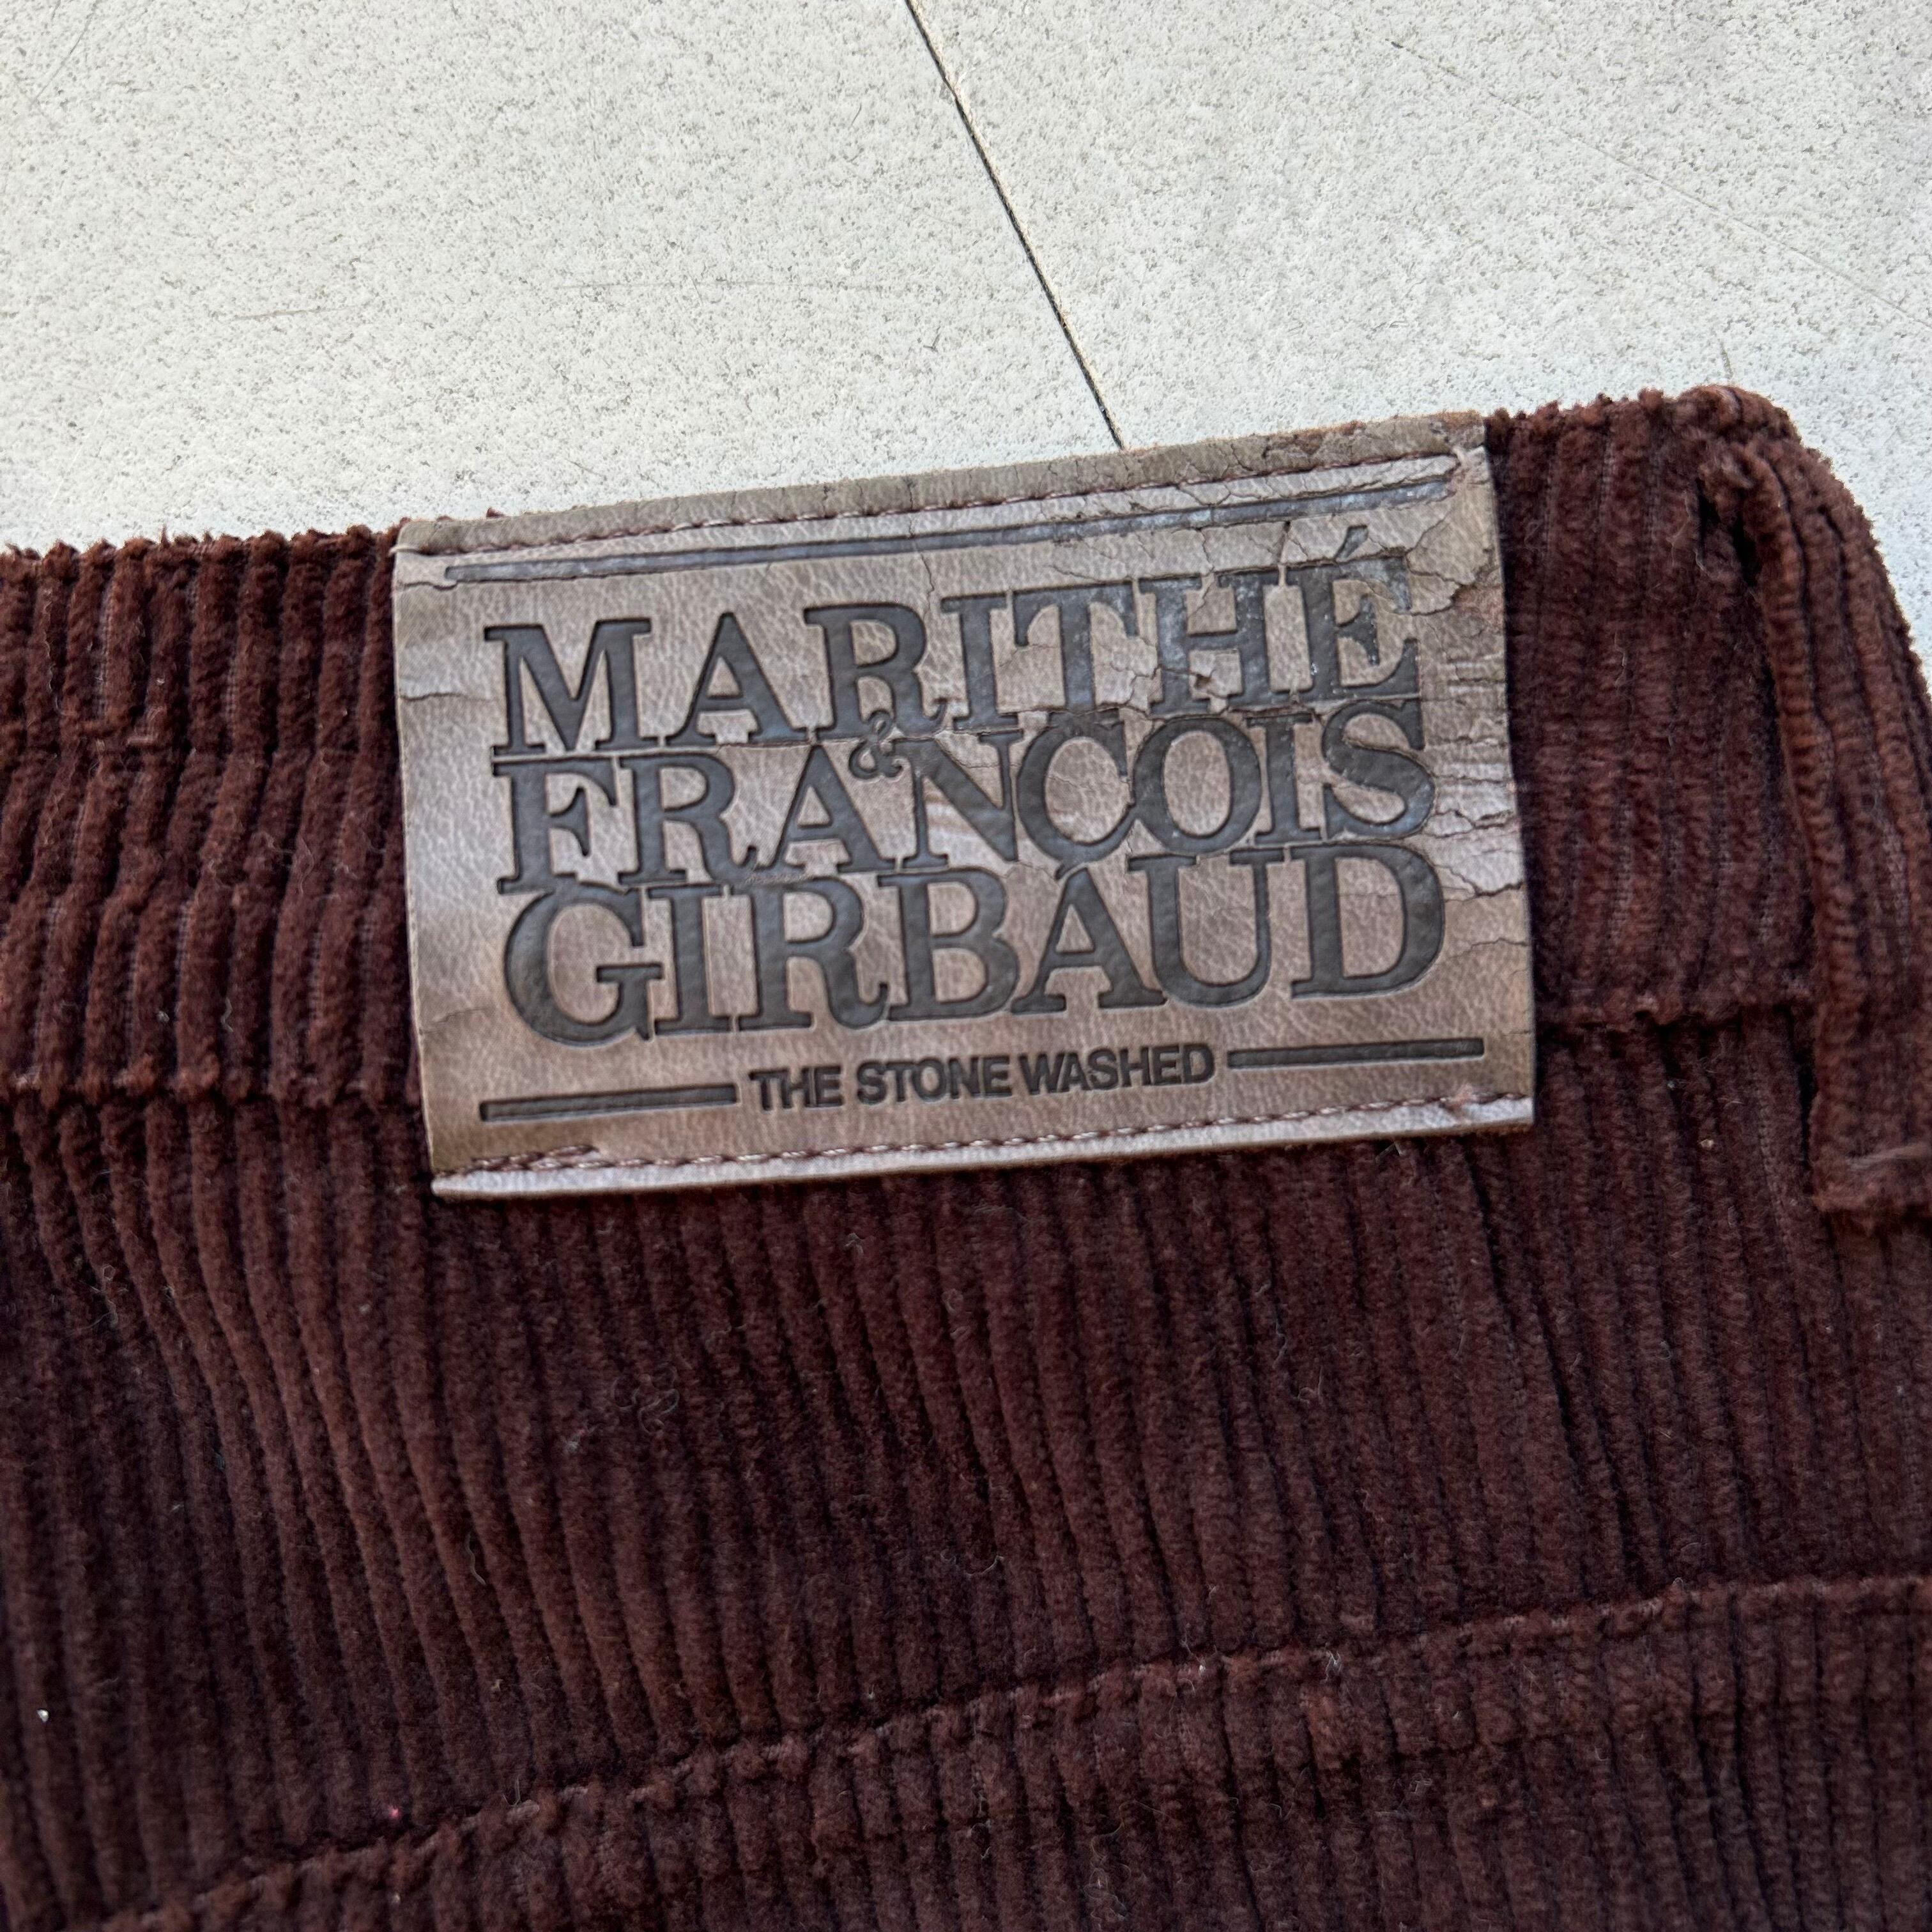 MARITHÉ
&
FRANÇOIS
GIRBAUD
THE STONE WASHED